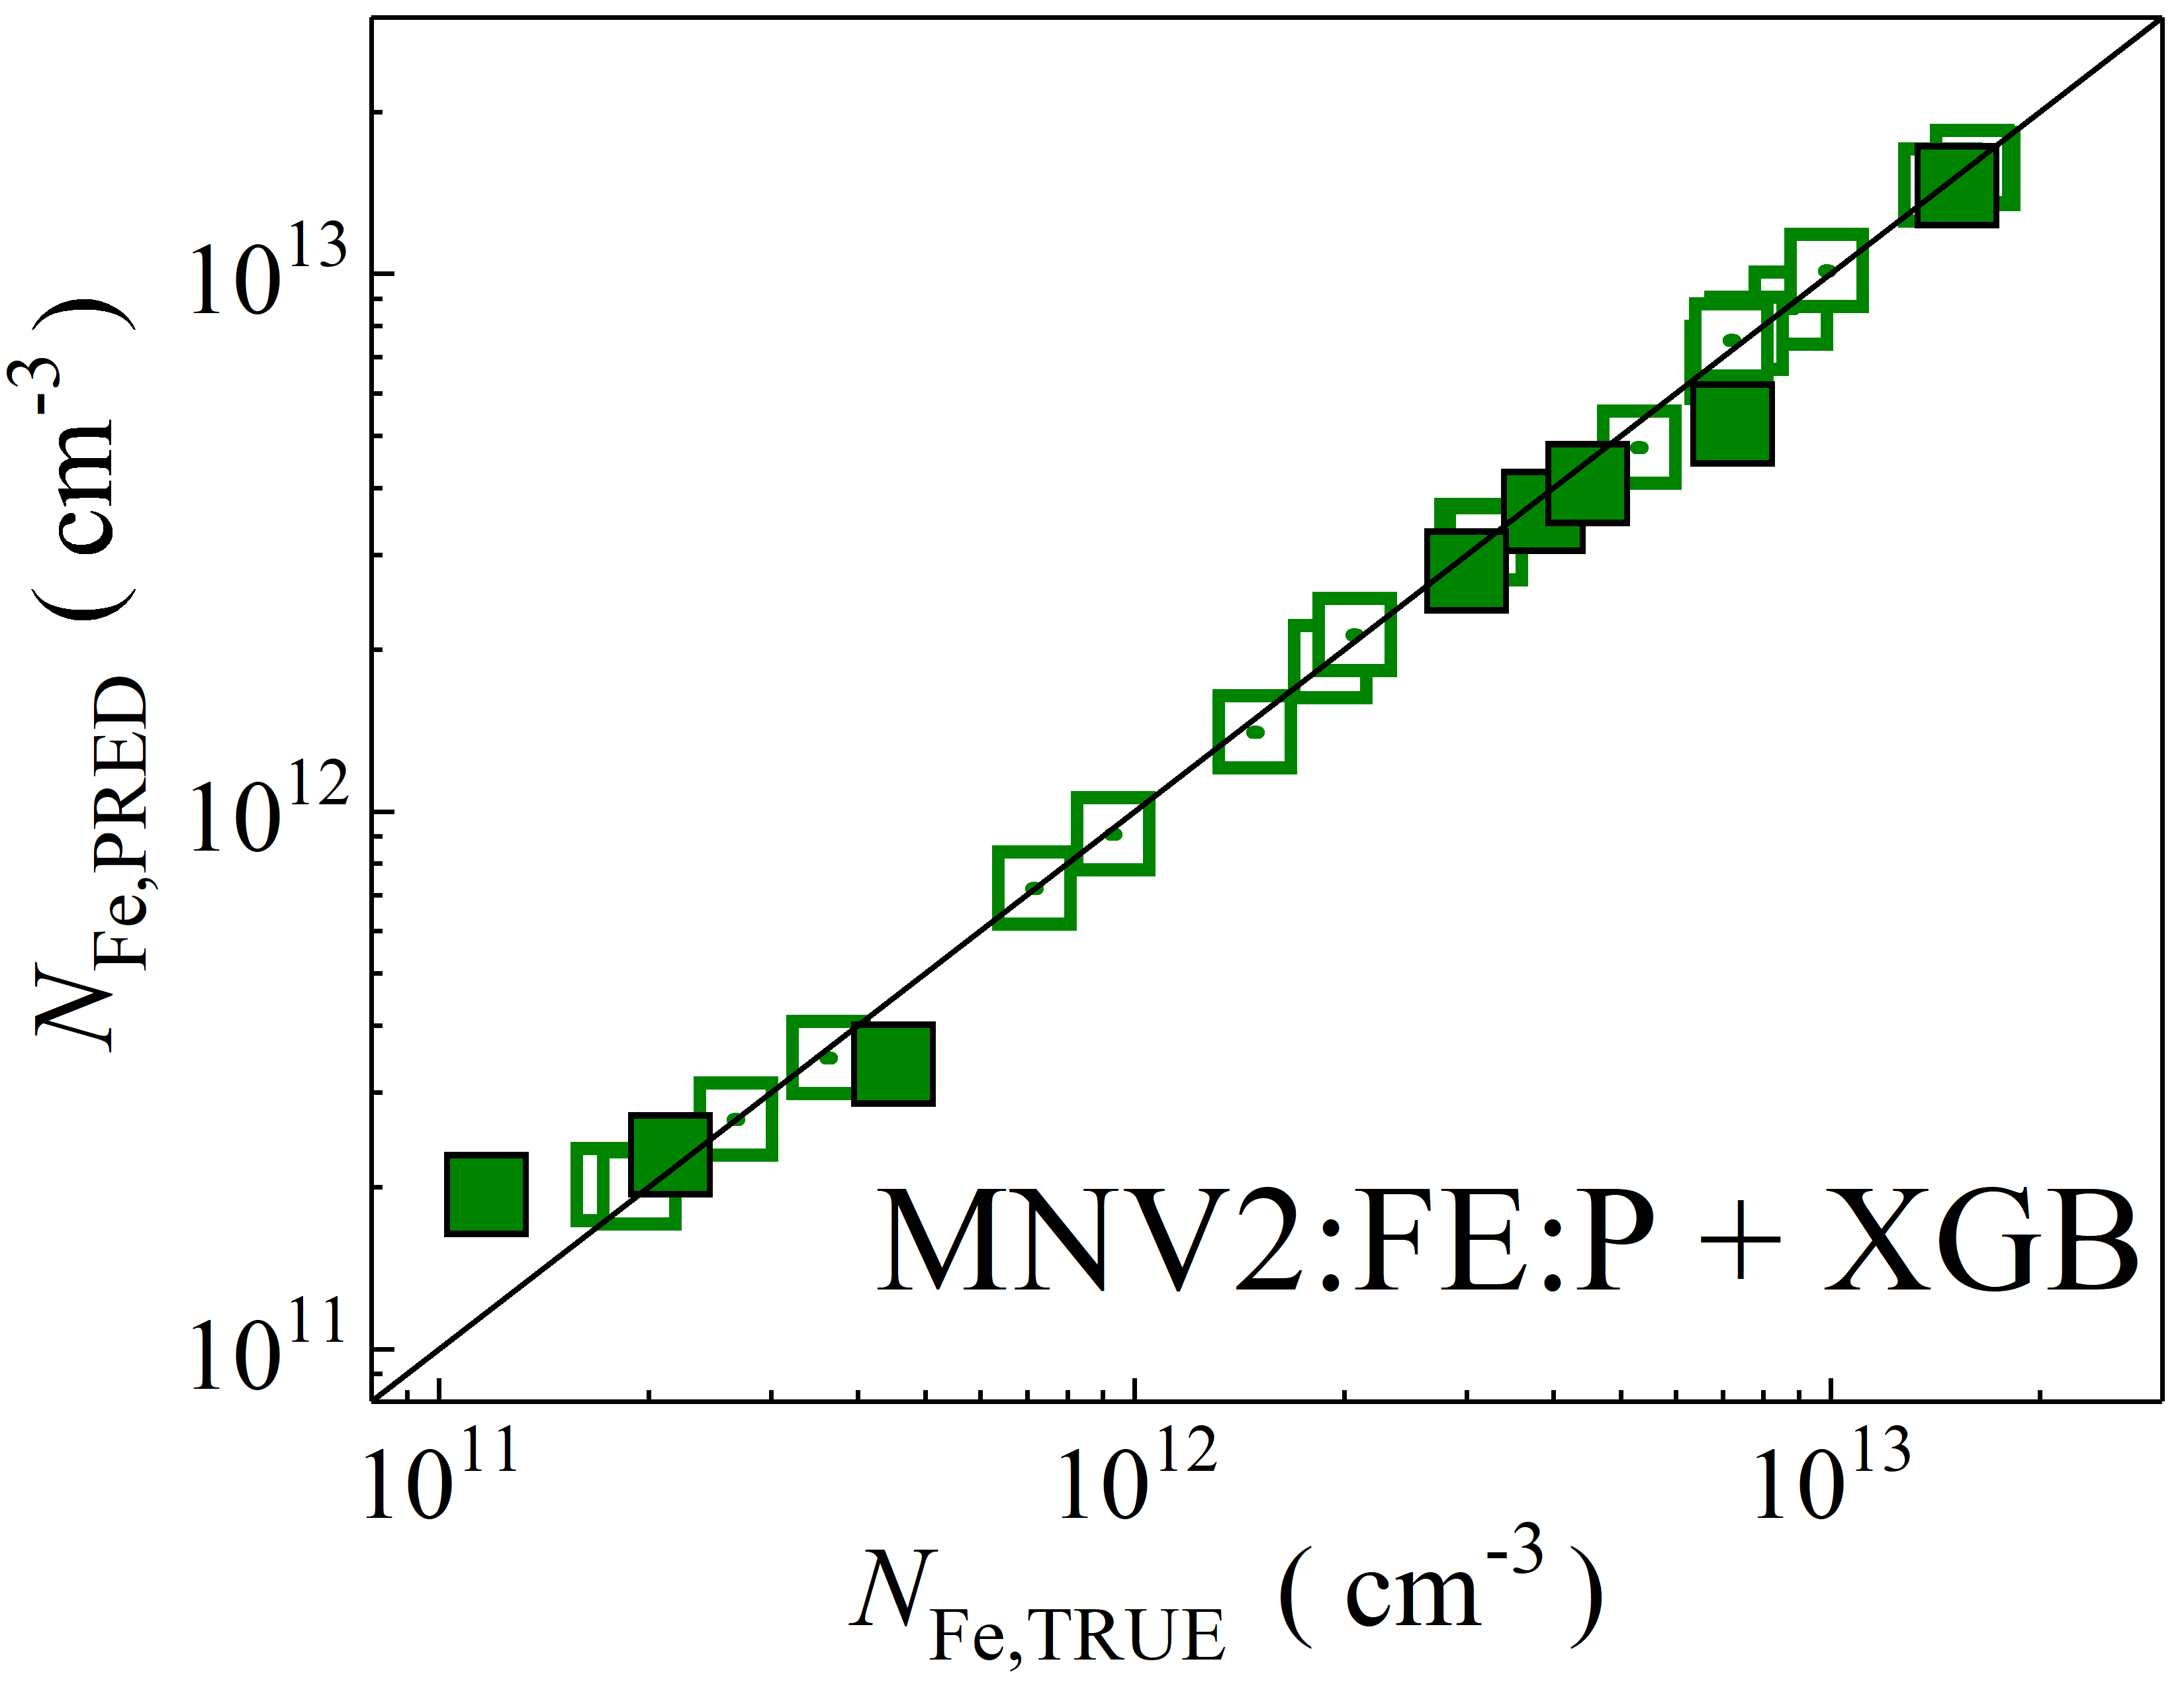 N_Fe,PRED ( cm^-3 )
10^13
10^12
10^11
MNV2:FE:P + XGB
10^11 10^12 10^13
N_Fe,TRUE ( cm^-3 )